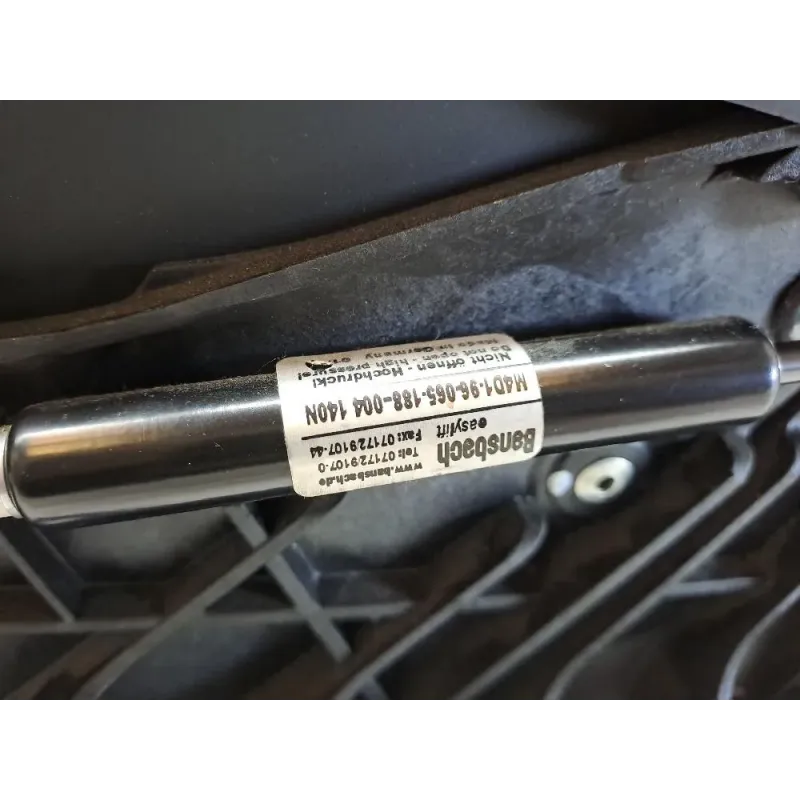 Bansbach
easylift
www.bansbach.de
Tel: 07172/9107-0
Fax: 07172/9107-44
M4D1-96-065-188-004 140N
Nicht öffnen - Hochdruck!
Do not open - high pressure!
Made in Germany